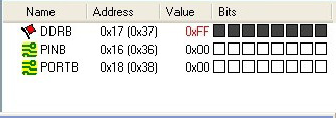 Name Address Value Bits
DDRB 0x17 (0x37) 0xFF
PINB 0x16 (0x36) 0x00
PORTB 0x18 (0x38) 0x00